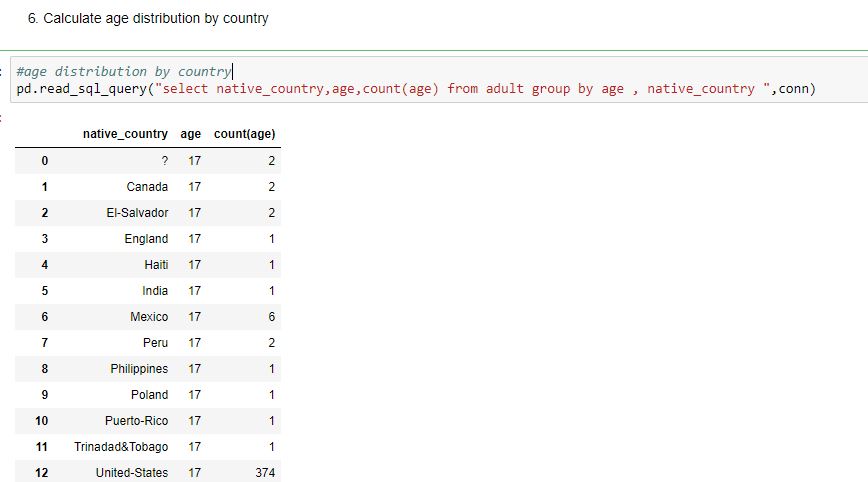 6. Calculate age distribution by country
#age distribution by country
pd.read_sql_query("select native_country,age,count(age) from adult group by age , native_country ",conn)
native_country age count(age)
0 ? 17 2
1 Canada 17 2
2 El-Salvador 17 2
3 England 17 1
4 Haiti 17 1
5 India 17 1
6 Mexico 17 6
7 Peru 17 2
8 Philippines 17 1
9 Poland 17 1
10 Puerto-Rico 17 1
11 Trinadad&Tobago 17 1
12 United-States 17 374